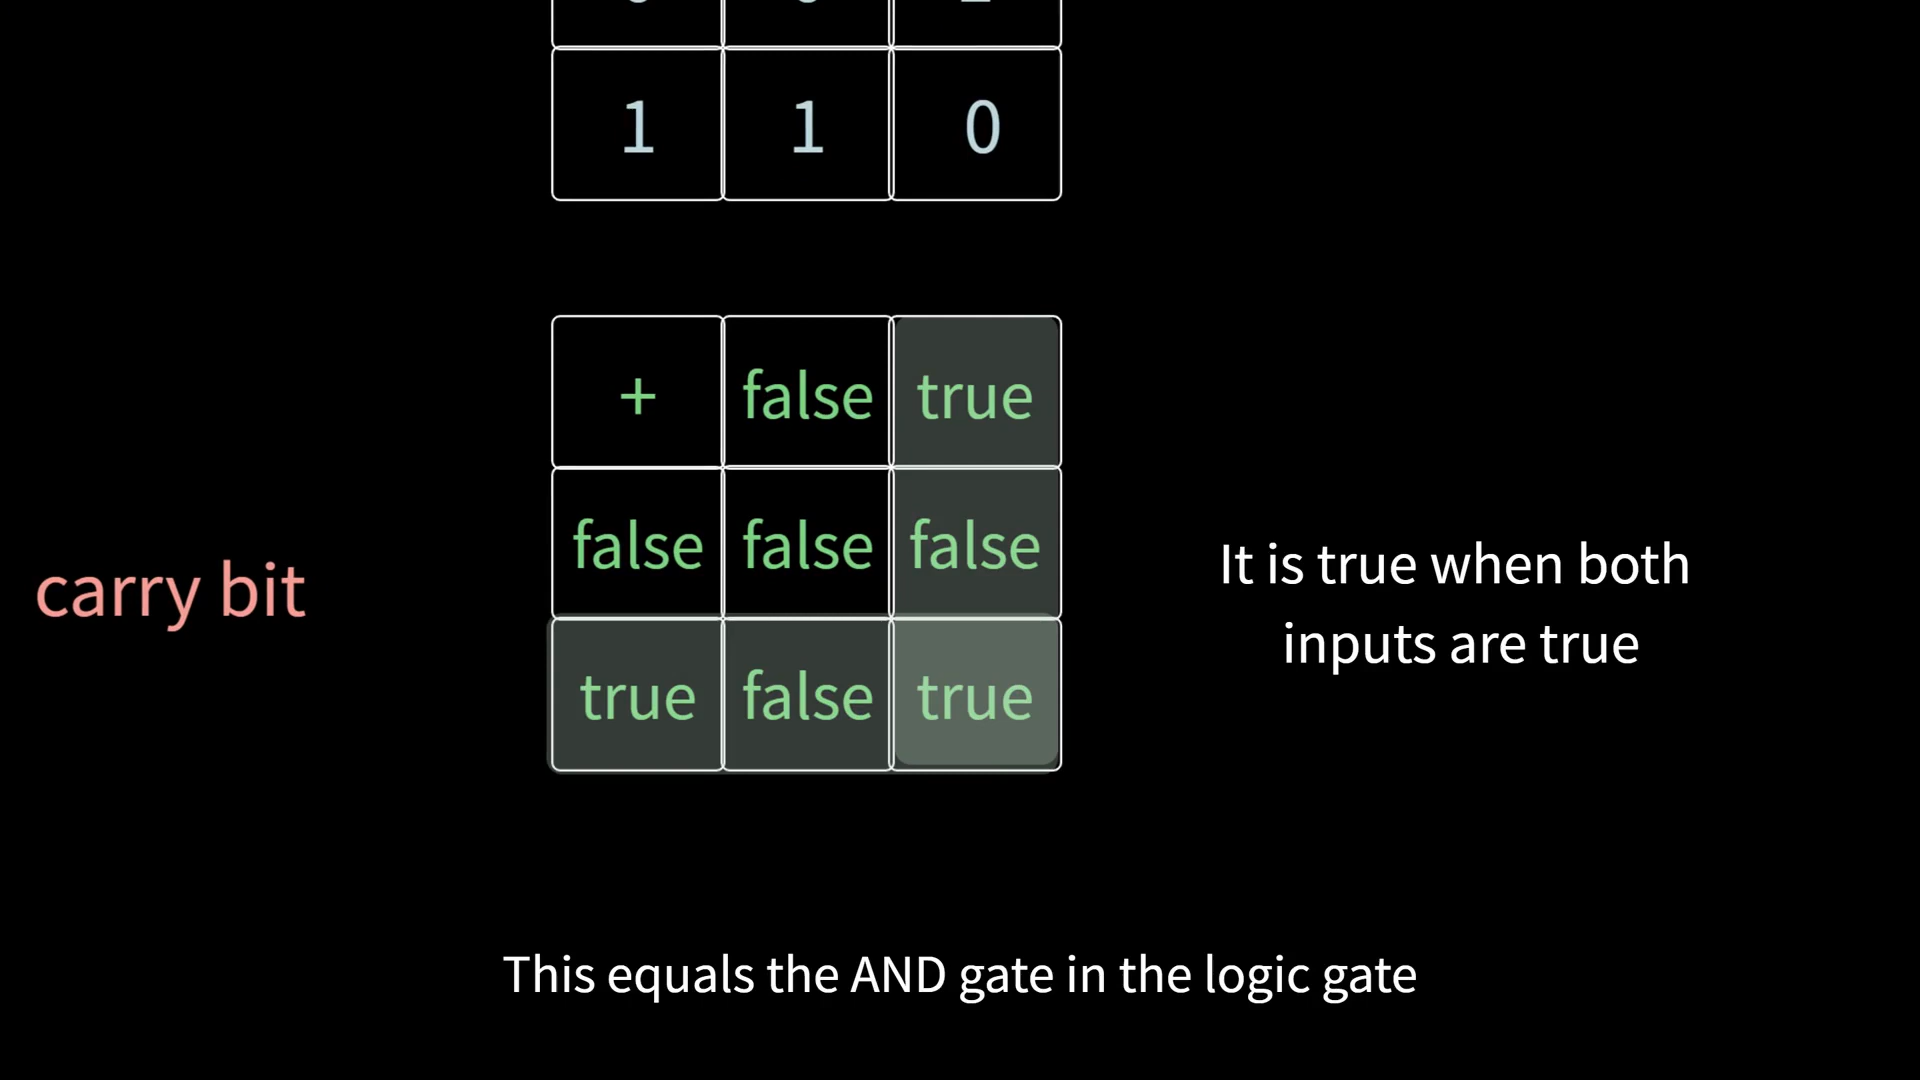 1 1 0
+ false true
false false false
carry bit
true false true
It is true when both
inputs are true
This equals the AND gate in the logic gate